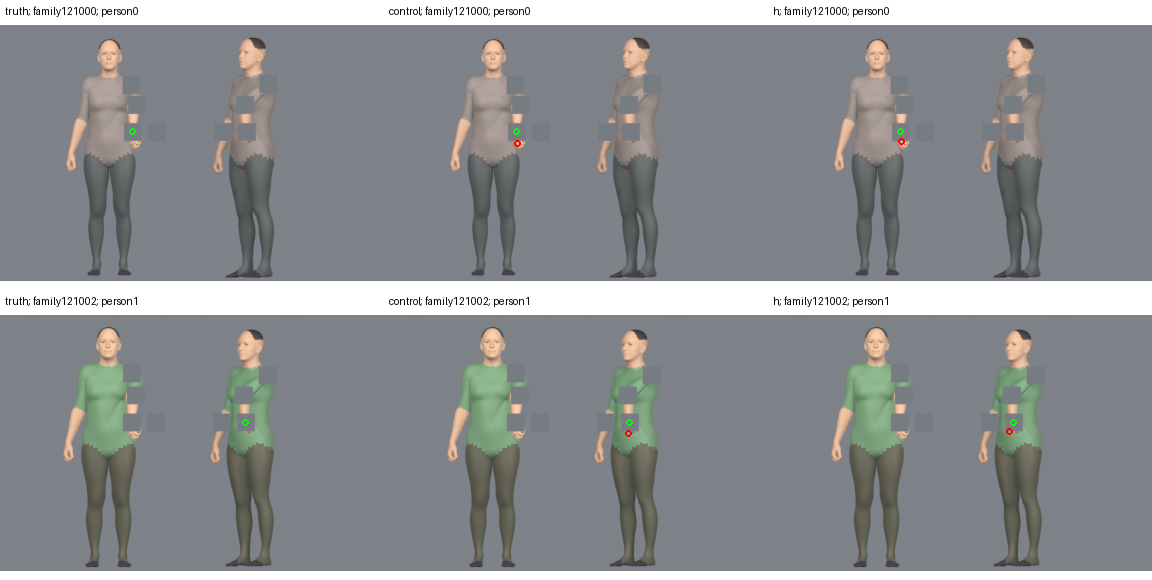 truth; family121000; person0
control; family121000; person0
h; family121000; person0
truth; family121002; person1
control; family121002; person1
h; family121002; person1